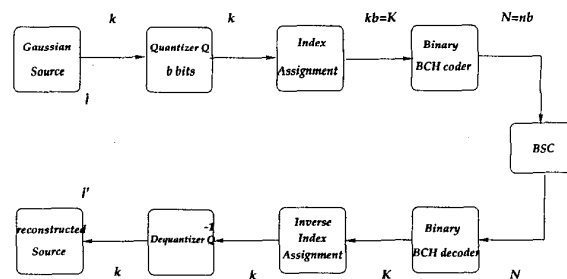 k
k
kb=K
N=nb
Gaussian
Source
Quantizer Q
b bits
Index
Assignment
Binary
BCH coder
i
BSC
i'
reconstructed
Source
-1
Dequantizer Q
Inverse
Index
Assignment
Binary
BCH decoder
k
k
K
N